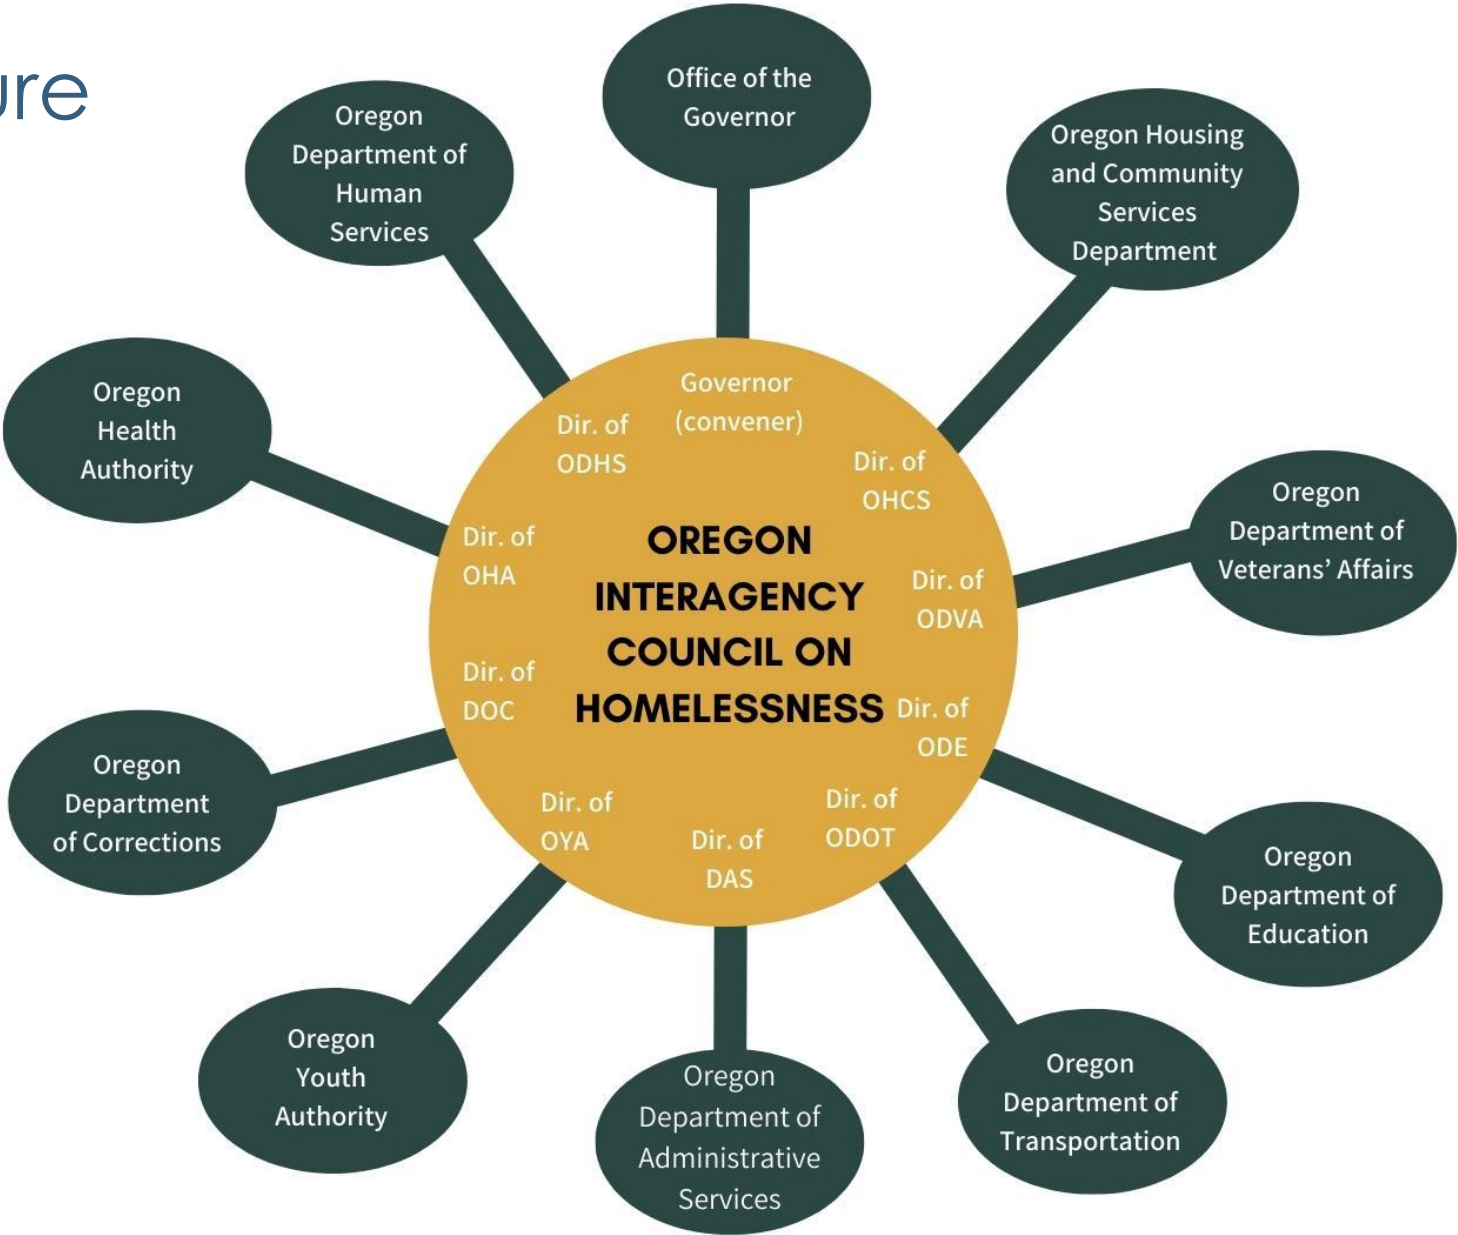 ure
Office of the
Governor
Oregon Housing
and Community
Services
Department
Oregon
Department of
Veterans’ Affairs
Oregon
Department of
Education
Oregon
Department of
Transportation
Oregon
Department of
Administrative
Services
Oregon
Youth
Authority
Oregon
Department
of Corrections
Oregon
Health
Authority
Oregon
Department of
Human
Services
Governor
(convener)
Dir. of
OHCS
Dir. of
ODVA
Dir. of
ODE
Dir. of
ODOT
Dir. of
DAS
Dir. of
OYA
Dir. of
DOC
Dir. of
OHA
Dir. of
ODHS
OREGON
INTERAGENCY
COUNCIL ON
HOMELESSNESS